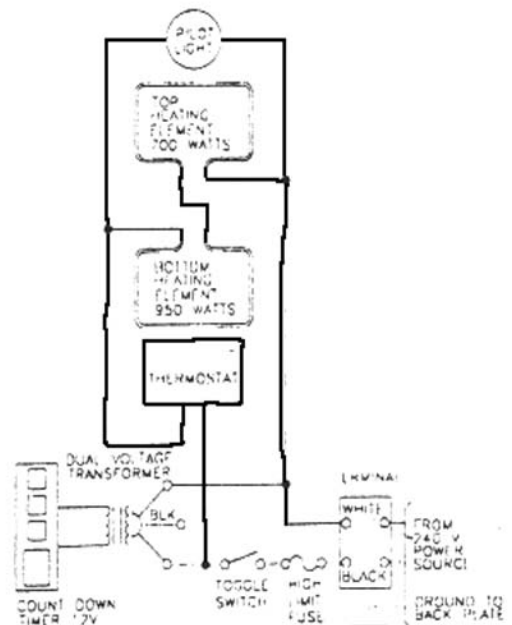 PILOT
LIGHT
TOP
HEATING
ELEMENT
700 WATTS
BOTTOM
HEATING
ELEMENT
950 WATTS
THERMOSTAT
DUAL VOLTAGE
TRANSFORMER
BLK
ERMINAL
WHITE
FROM
240 V
POWER
SOURCE
BLACK
TOGGLE
SWITCH
HIGH
LIMIT
FUSE
COUNT DOWN
TIMER 12V
GROUND TO
BACK PLATE